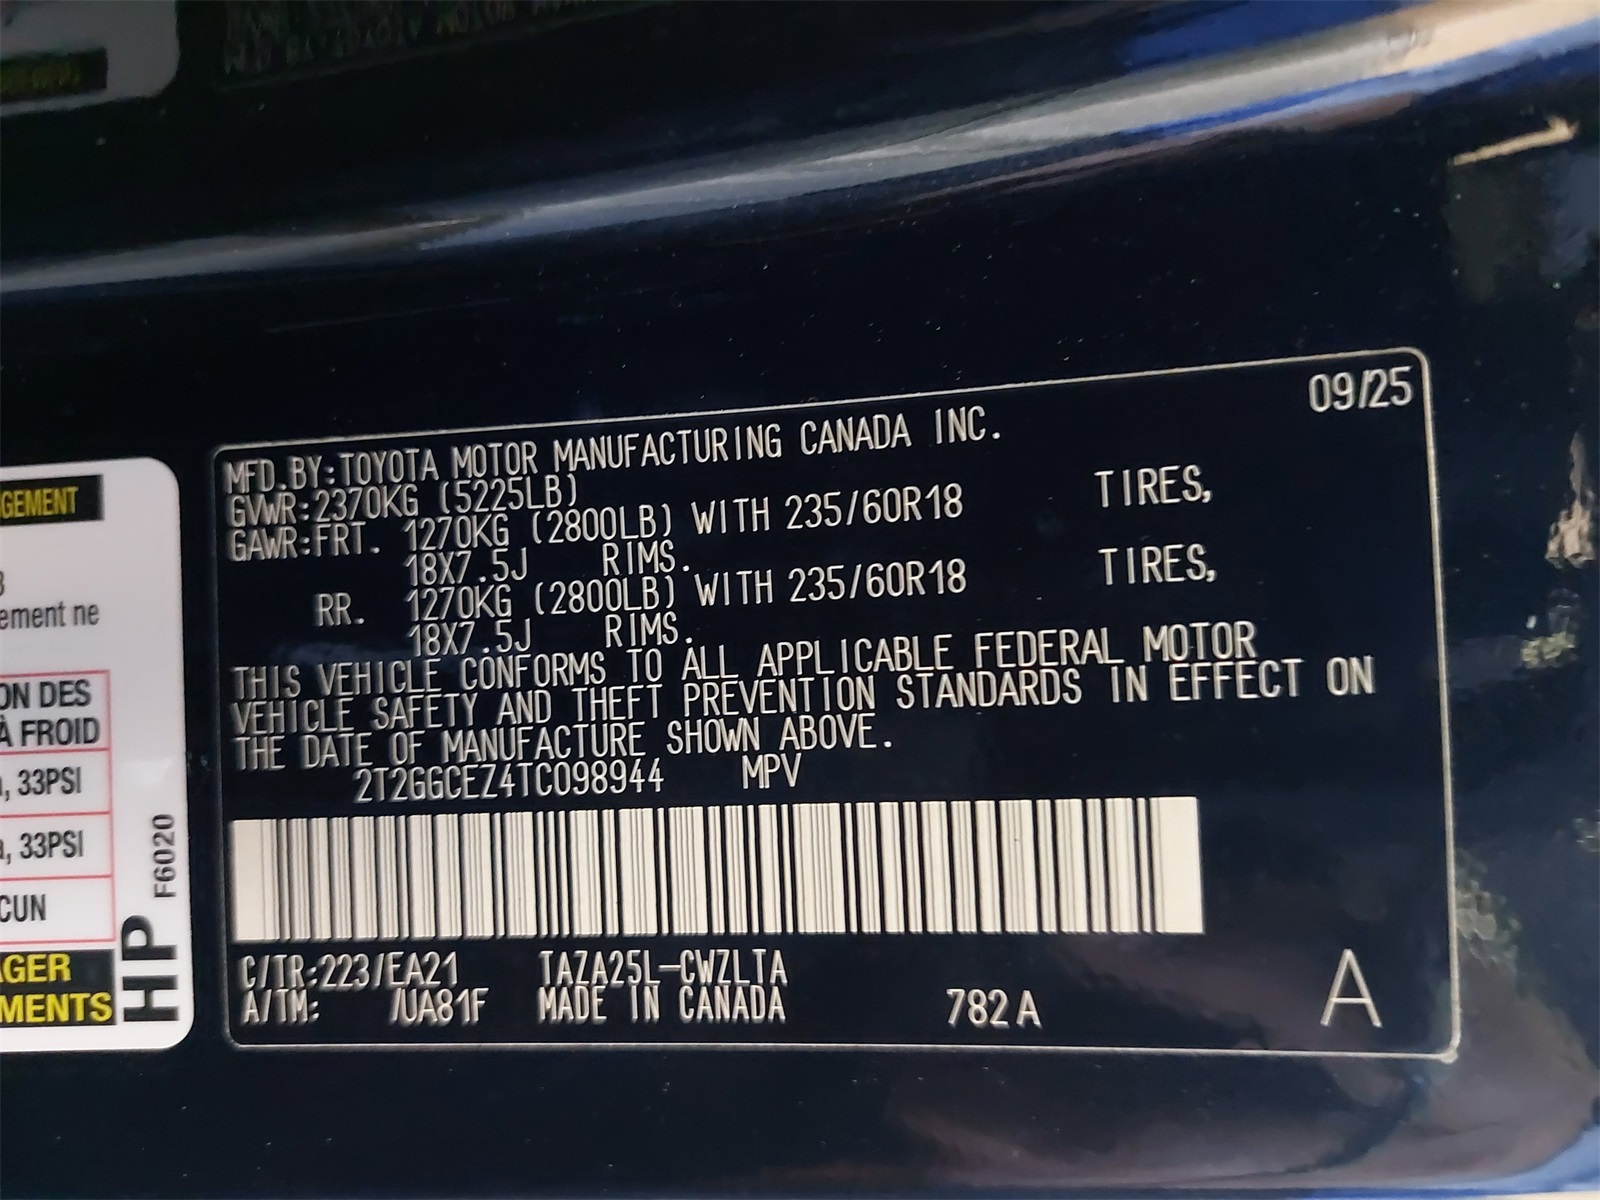 MFD.BY:TOYOTA MOTOR MANUFACTURING CANADA INC. 09/25
GVWR:2370KG (5225LB)
GAWR:FRT. 1270KG (2800LB) WITH 235/60R18 TIRES,
18X7.5J RIMS.
RR. 1270KG (2800LB) WITH 235/60R18 TIRES,
18X7.5J RIMS.
THIS VEHICLE CONFORMS TO ALL APPLICABLE FEDERAL MOTOR
VEHICLE SAFETY AND THEFT PREVENTION STANDARDS IN EFFECT ON
THE DATE OF MANUFACTURE SHOWN ABOVE.
2T2GGCEZ4TC098944 MPV
C/TR:223/EA21 TAZA25L-CWZLTA
A/TM: /UA81F MADE IN CANADA 782A A
GEMENT
ement ne
ON DES
À FROID
, 33PSI
, 33PSI
CUN
AGER
MENTS
HP F6020